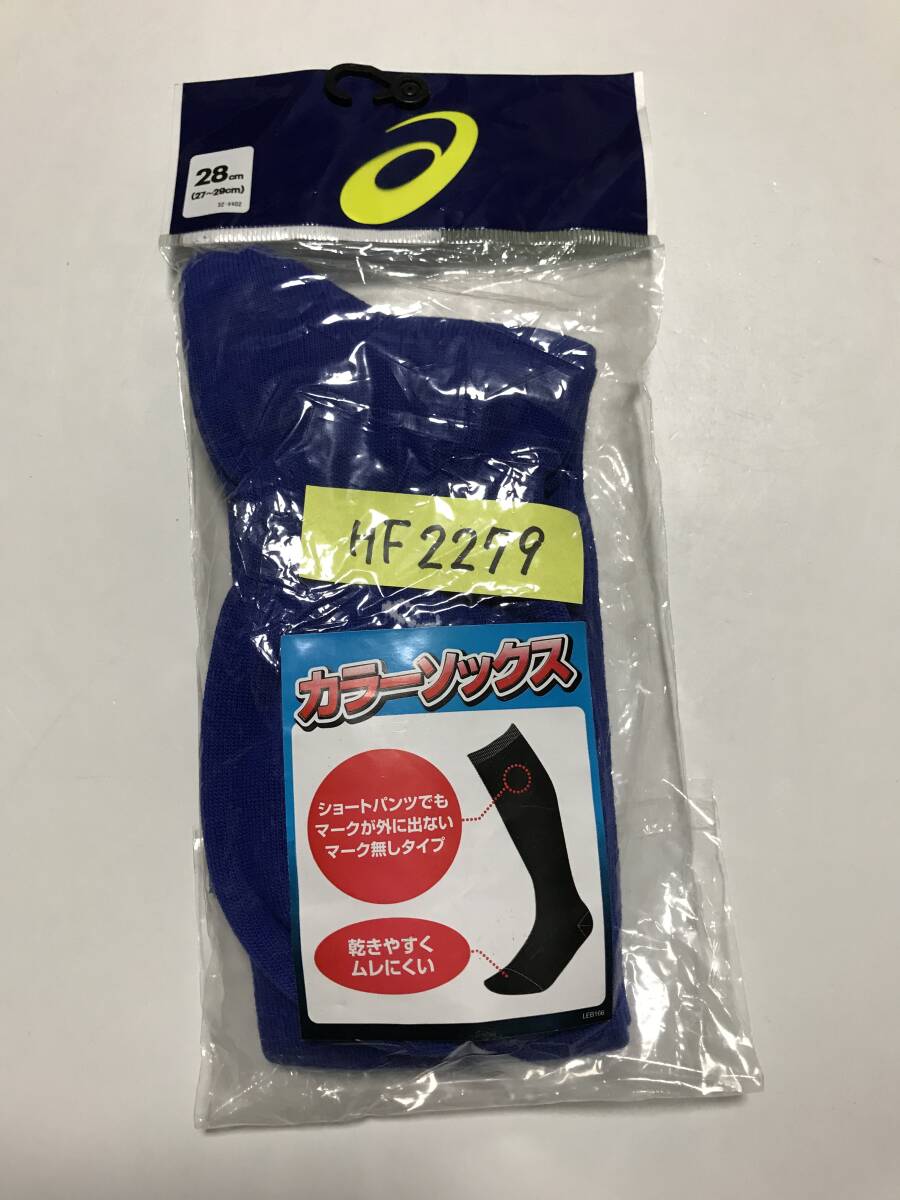 28cm
(27~29cm)
HF2279
カラーソックス
ショートパンツでも
マークが外に出ない
マーク無しタイプ
乾きやすく
ムレにくい
LEB166